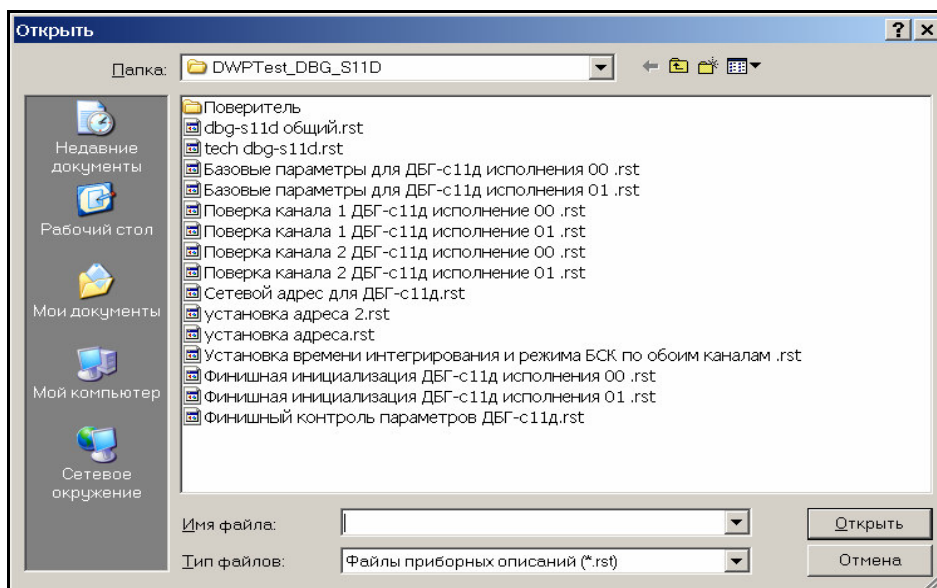 Открыть
Папка: DWPTest_DBG_S11D
Недавние
документы
Рабочий стол
Мои документы
Мой компьютер
Сетевое
окружение
Поверитель
dbg-s11d общий.rst
tech dbg-s11d.rst
Базовые параметры для ДБГ-с11д исполнения 00 .rst
Базовые параметры для ДБГ-с11д исполнения 01 .rst
Поверка канала 1 ДБГ-с11д исполнение 00 .rst
Поверка канала 1 ДБГ-с11д исполнение 01 .rst
Поверка канала 2 ДБГ-с11д исполнение 00 .rst
Поверка канала 2 ДБГ-с11д исполнение 01 .rst
Сетевой адрес для ДБГ-с11д.rst
установка адреса 2.rst
установка адреса.rst
Установка времени интегрирования и режима БСК по обоим каналам .rst
Финишная инициализация ДБГ-с11д исполнения 00 .rst
Финишная инициализация ДБГ-с11д исполнения 01 .rst
Финишный контроль параметров ДБГ-с11д.rst
Имя файла:
Открыть
Тип файлов: Файлы приборных описаний (*.rst)
Отмена